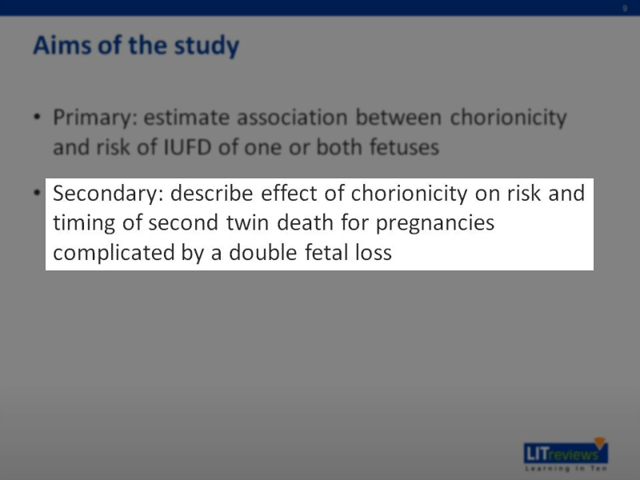 9
Aims of the study
• Primary: estimate association between chorionicity
and risk of IUFD of one or both fetuses
• Secondary: describe effect of chorionicity on risk and
timing of second twin death for pregnancies
complicated by a double fetal loss
LITreviews
Learning In Ten